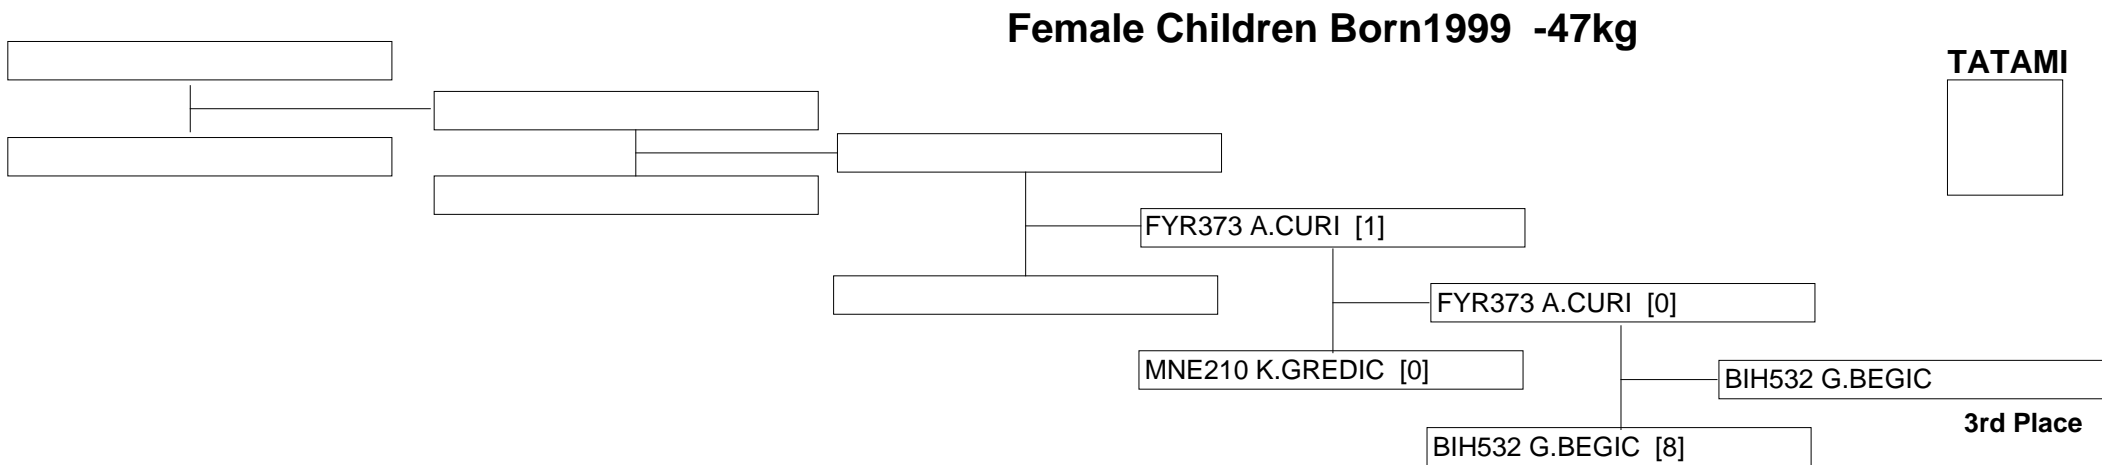 Female Children Born1999 -47kg
TATAMI
FYR373 A.CURI [1]
FYR373 A.CURI [0]
MNE210 K.GREDIC [0]
BIH532 G.BEGIC
3rd Place
BIH532 G.BEGIC [8]